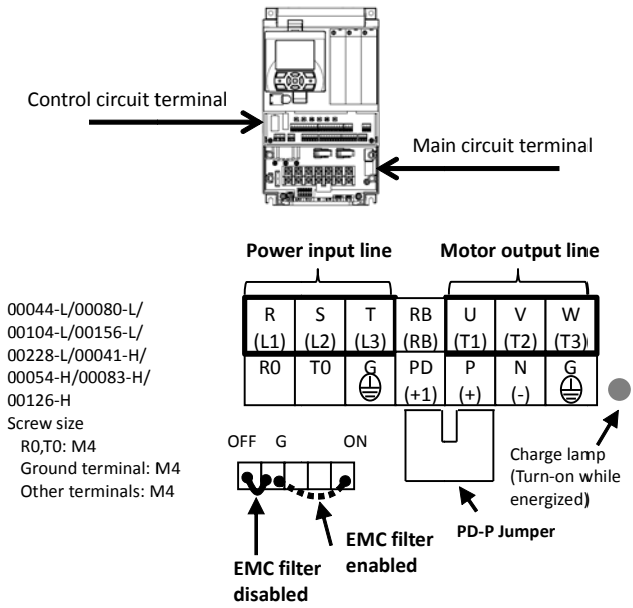 Control circuit terminal
Main circuit terminal
Power input line
Motor output line
R S T RB U V W
(L1) (L2) (L3) (RB) (T1) (T2) (T3)
R0 T0 G PD P N G
(+1) (+) (-)
00044-L/00080-L/
00104-L/00156-L/
00228-L/00041-H/
00054-H/00083-H/
00126-H
Screw size
R0,T0: M4
Ground terminal: M4
Other terminals: M4
OFF G ON
EMC filter
disabled
EMC filter
enabled
PD-P Jumper
Charge lamp
(Turn-on while
energized)